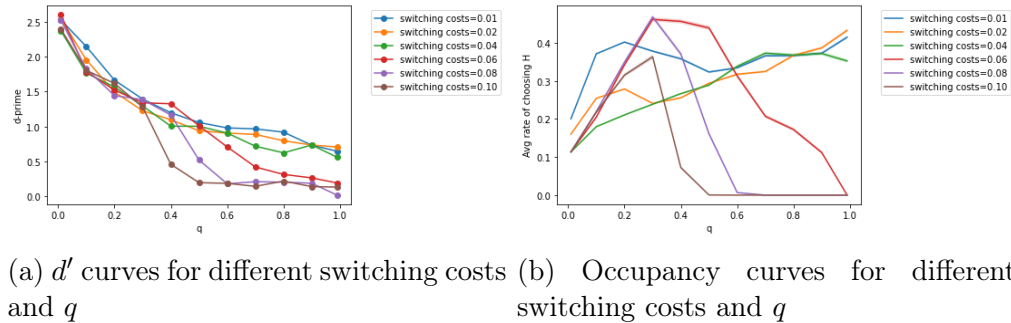 2.5
2.0
1.5
1.0
0.5
0.0
d-prime
0.0 0.2 0.4 0.6 0.8 1.0
q
switching costs=0.01
switching costs=0.02
switching costs=0.04
switching costs=0.06
switching costs=0.08
switching costs=0.10
0.4
0.3
0.2
0.1
0.0
Avg rate of choosing H
0.0 0.2 0.4 0.6 0.8 1.0
q
switching costs=0.01
switching costs=0.02
switching costs=0.04
switching costs=0.06
switching costs=0.08
switching costs=0.10
(a) d′ curves for different switching costs
and q
(b) Occupancy curves for different
switching costs and q